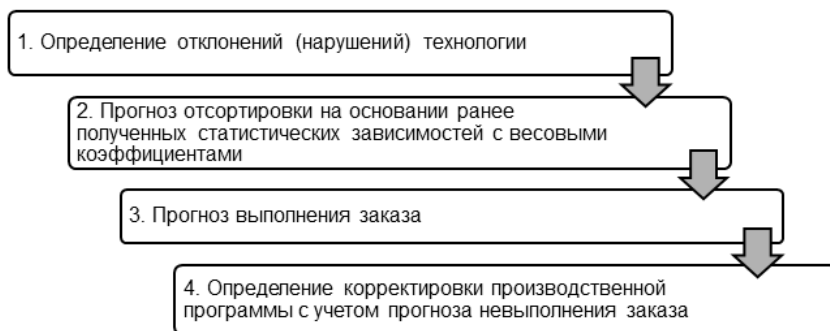 1. Определение отклонений (нарушений) технологии
2. Прогноз отсортировки на основании ранее
полученных статистических зависимостей с весовыми
коэффициентами
3. Прогноз выполнения заказа
4. Определение корректировки производственной
программы с учетом прогноза невыполнения заказа